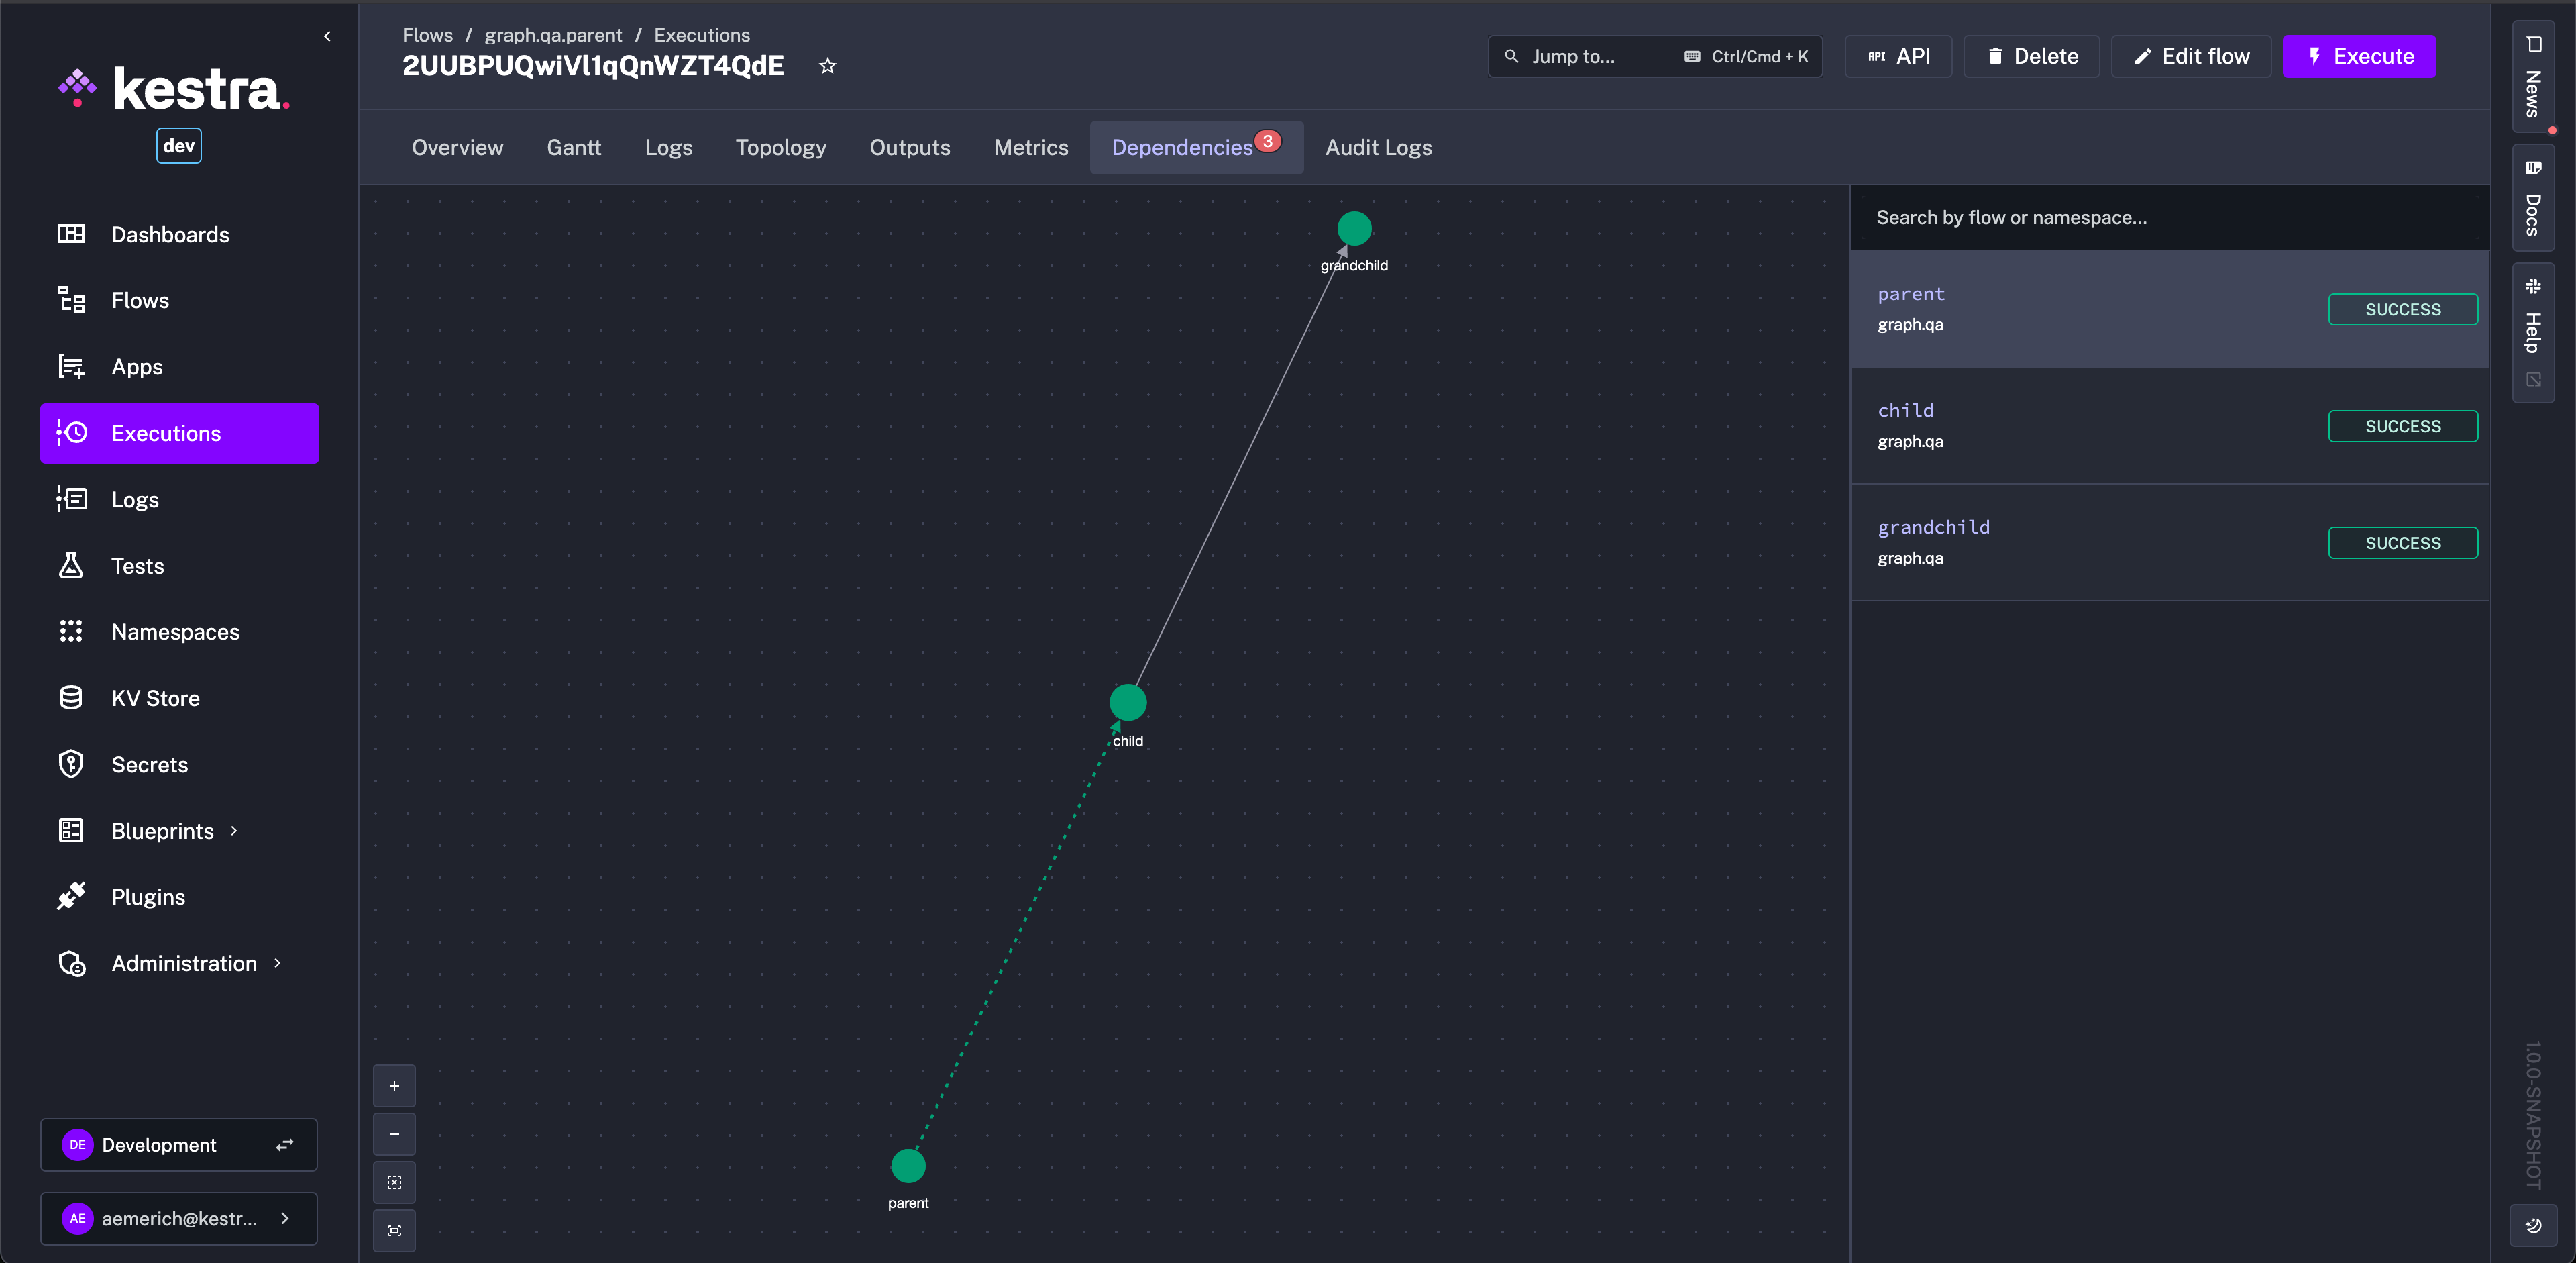 kestra.
dev
Dashboards
Flows
Apps
Executions
Logs
Tests
Namespaces
KV Store
Secrets
Blueprints
Plugins
Administration
DE Development
AE aemerich@kestr...
Flows / graph.qa.parent / Executions
2UUBPUQwiVl1qQnWZT4QdE
Jump to... Ctrl/Cmd + K
API API
Delete
Edit flow
Execute
Overview Gantt Logs Topology Outputs Metrics Dependencies 3 Audit Logs
grandchild
child
parent
+
−
Search by flow or namespace...
parent
graph.qa
SUCCESS
child
graph.qa
SUCCESS
grandchild
graph.qa
SUCCESS
News
Docs
Help
1.0.0-SNAPSHOT